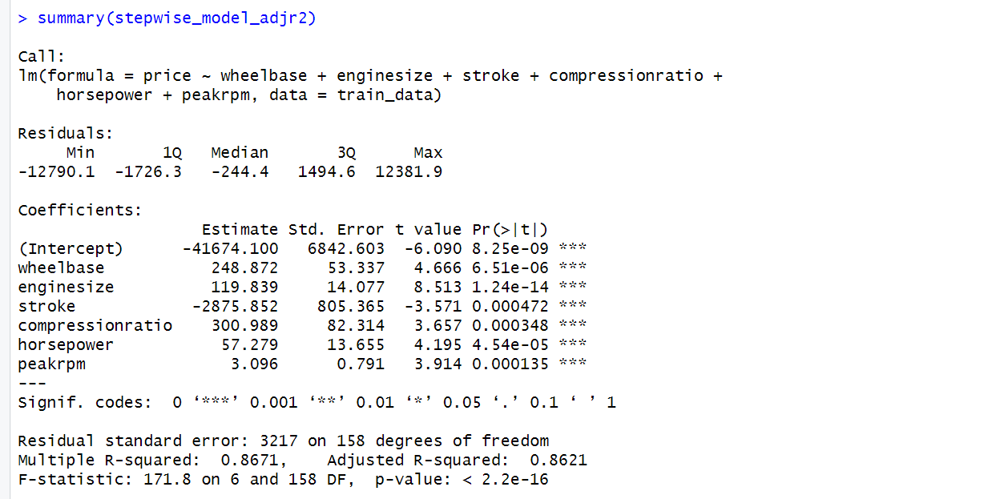 > summary(stepwise_model_adjr2)
Call:
lm(formula = price ~ wheelbase + enginesize + stroke + compressionratio +
    horsepower + peakrpm, data = train_data)
Residuals:
     Min       1Q   Median       3Q      Max
-12790.1  -1726.3   -244.4   1494.6  12381.9
Coefficients:
                   Estimate Std. Error t value Pr(>|t|)
(Intercept)      -41674.100   6842.603  -6.090 8.25e-09 ***
wheelbase           248.872     53.337   4.666 6.51e-06 ***
enginesize          119.839     14.077   8.513 1.24e-14 ***
stroke            -2875.852    805.365  -3.571 0.000472 ***
compressionratio    300.989     82.314   3.657 0.000348 ***
horsepower           57.279     13.655   4.195 4.54e-05 ***
peakrpm               3.096      0.791   3.914 0.000135 ***
---
Signif. codes:  0 ‘***’ 0.001 ‘**’ 0.01 ‘*’ 0.05 ‘.’ 0.1 ‘ ’ 1
Residual standard error: 3217 on 158 degrees of freedom
Multiple R-squared:  0.8671,    Adjusted R-squared:  0.8621
F-statistic: 171.8 on 6 and 158 DF,  p-value: < 2.2e-16